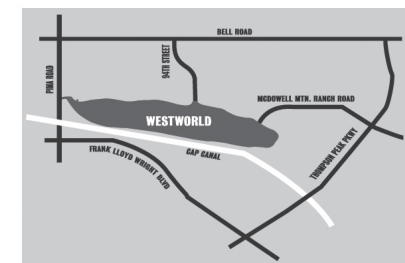 BELL ROAD
PIMA ROAD
94TH STREET
MCDOWELL MTN. RANCH ROAD
WESTWORLD
THOMPSON PEAK PKWY
CAP CANAL
FRANK LLOYD WRIGHT BLVD